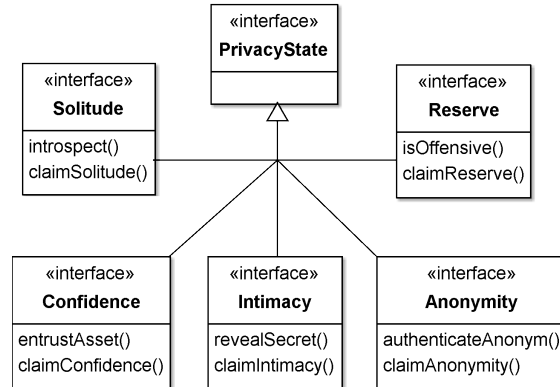 «interface»
PrivacyState
«interface»
Solitude
introspect()
claimSolitude()
«interface»
Reserve
isOffensive()
claimReserve()
«interface»
Confidence
entrustAsset()
claimConfidence()
«interface»
Intimacy
revealSecret()
claimIntimacy()
«interface»
Anonymity
authenticateAnonym()
claimAnonymity()